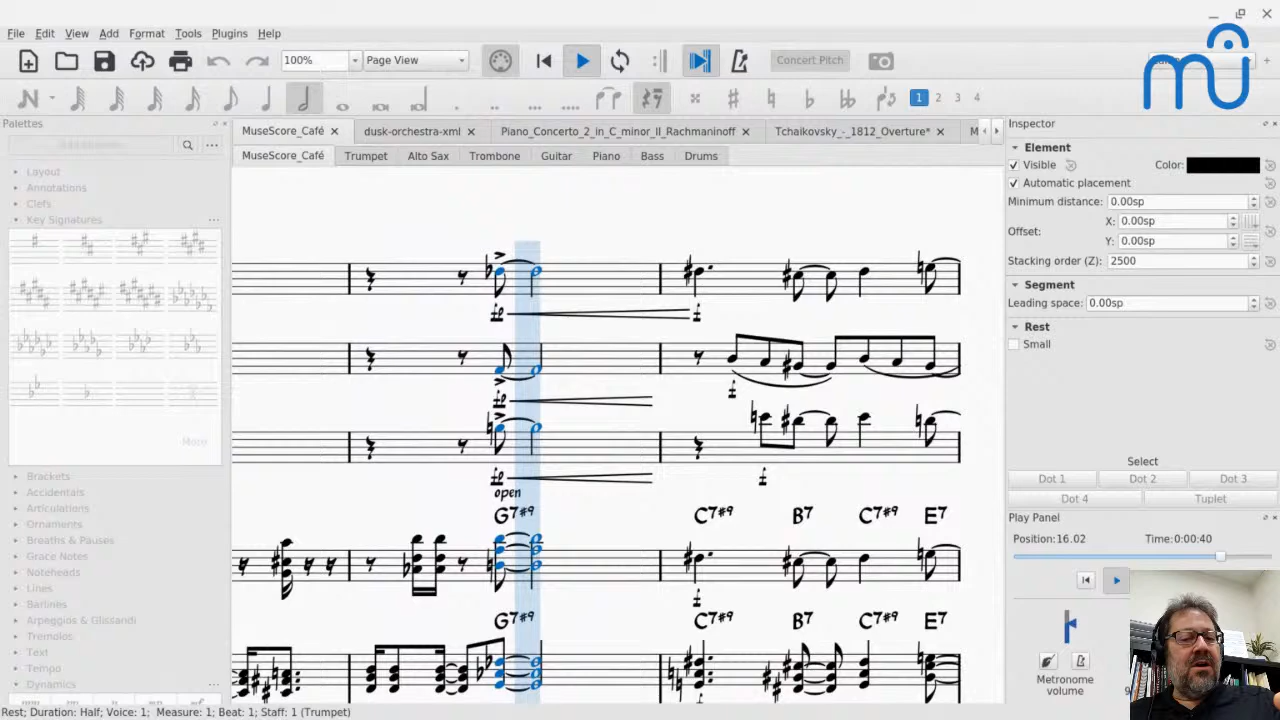 File Edit View Add Format Tools Plugins Help
100% Page View Concert Pitch
1 2 3 4
Palettes
MuseScore_Café dusk-orchestra-xml Piano_Concerto_2_in_C_minor_II_Rachmaninoff Tchaikovsky_-_1812_Overture* M
MuseScore_Café Trumpet Alto Sax Trombone Guitar Piano Bass Drums
Layout
Annotations
Clefs
Key Signatures
More
Brackets
Accidentals
Articulations
Ornaments
Breaths & Pauses
Grace Notes
Noteheads
Lines
Barlines
Arpeggios & Glissandi
Tremolos
Text
Tempo
Dynamics
open
G7#9 C7#9 B7 C7#9 E7
G7#9 C7#9 B7 C7#9 E7
Inspector
Element
Visible Color:
Automatic placement
Minimum distance: 0.00sp
Offset: X: 0.00sp
Y: 0.00sp
Stacking order (Z): 2500
Segment
Leading space: 0.00sp
Rest
Small
Select
Dot 1 Dot 2 Dot 3
Dot 4 Tuplet
Play Panel
Position:16.02 Time:0:00:40
Metronome
volume
Rest; Duration: Half; Voice: 1; Measure: 1; Beat: 1; Staff: 1 (Trumpet)